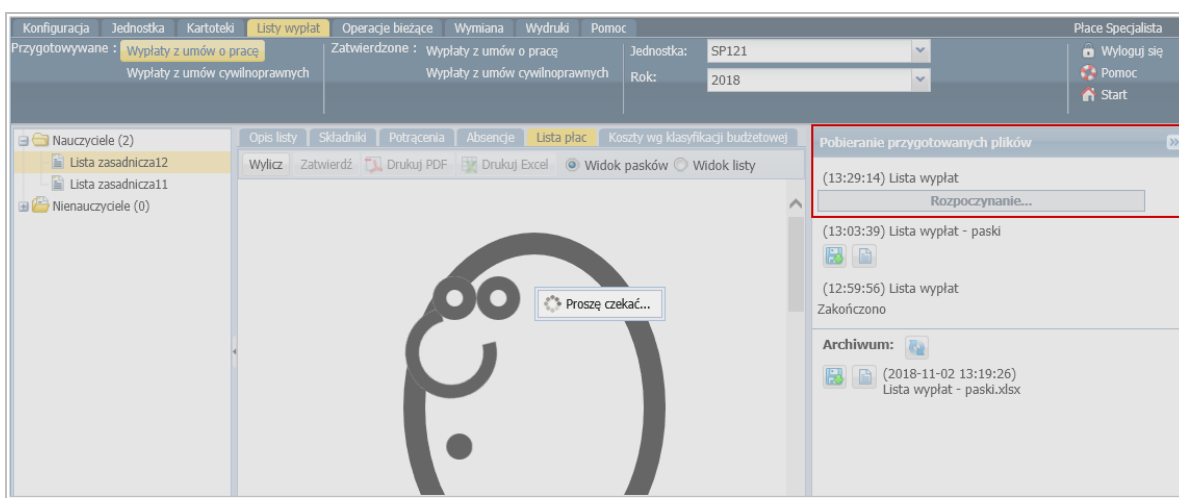 Konfiguracja Jednostka Kartoteki Listy wypłat Operacje bieżące Wymiana Wydruki Pomoc Płace Specjalista
Przygotowywane : Wypłaty z umów o pracę Zatwierdzone : Wypłaty z umów o pracę Jednostka: SP121 Wyloguj się
Wypłaty z umów cywilnoprawnych Wypłaty z umów cywilnoprawnych Rok: 2018 Pomoc
Start
Nauczyciele (2)
Lista zasadnicza12
Lista zasadnicza11
Nienauczyciele (0)
Opis listy Składniki Potrącenia Absencje Lista płac Koszty wg klasyfikacji budżetowej
Wylicz Zatwierdź Drukuj PDF Drukuj Excel Widok pasków Widok listy
Proszę czekać...
Pobieranie przygotowanych plików
(13:29:14) Lista wypłat
Rozpoczynanie...
(13:03:39) Lista wypłat - paski
(12:59:56) Lista wypłat
Zakończono
Archiwum:
(2018-11-02 13:19:26)
Lista wypłat - paski.xlsx